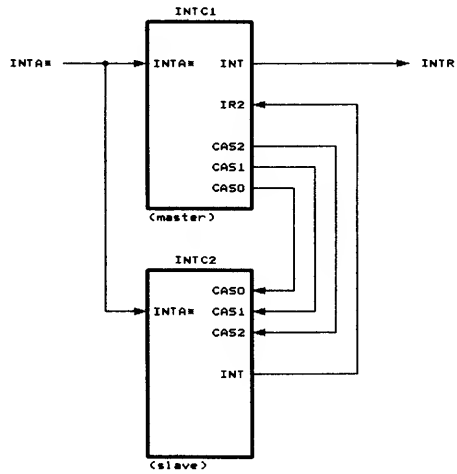 INTC1
INTA* INTA* INT INTR
IR2
CAS2
CAS1
CAS0
(master)
INTC2
CAS0
INTA* CAS1
CAS2
INT
(slave)